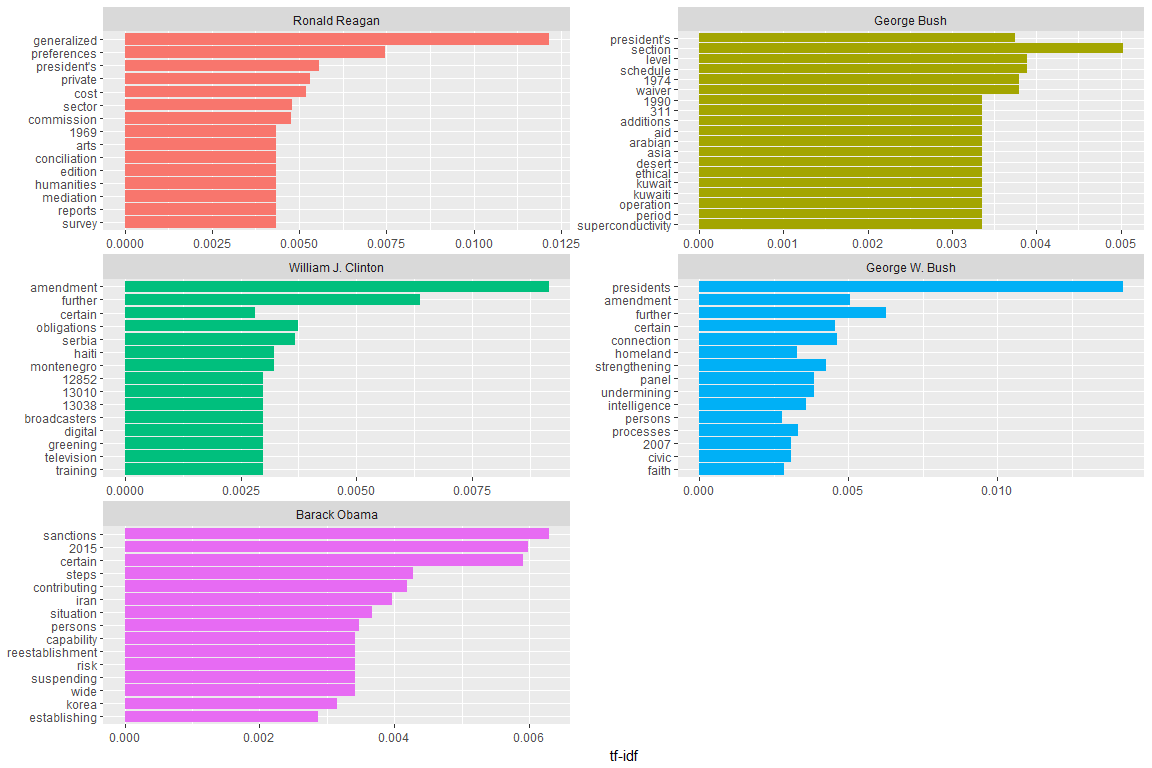 Ronald Reagan
generalized
preferences
president's
private
cost
sector
commission
1969
arts
conciliation
edition
humanities
mediation
reports
survey
0.0000 0.0025 0.0050 0.0075 0.0100 0.0125
George Bush
president's
section
level
schedule
1974
waiver
1990
311
additions
aid
arabian
asia
desert
ethical
kuwait
kuwaiti
operation
period
superconductivity
0.000 0.001 0.002 0.003 0.004 0.005
William J. Clinton
amendment
further
certain
obligations
serbia
haiti
montenegro
12852
13010
13038
broadcasters
digital
greening
television
training
0.0000 0.0025 0.0050 0.0075
George W. Bush
presidents
amendment
further
certain
connection
homeland
strengthening
panel
undermining
intelligence
persons
processes
2007
civic
faith
0.000 0.005 0.010
Barack Obama
sanctions
2015
certain
steps
contributing
iran
situation
persons
capability
reestablishment
risk
suspending
wide
korea
establishing
0.000 0.002 0.004 0.006
tf-idf